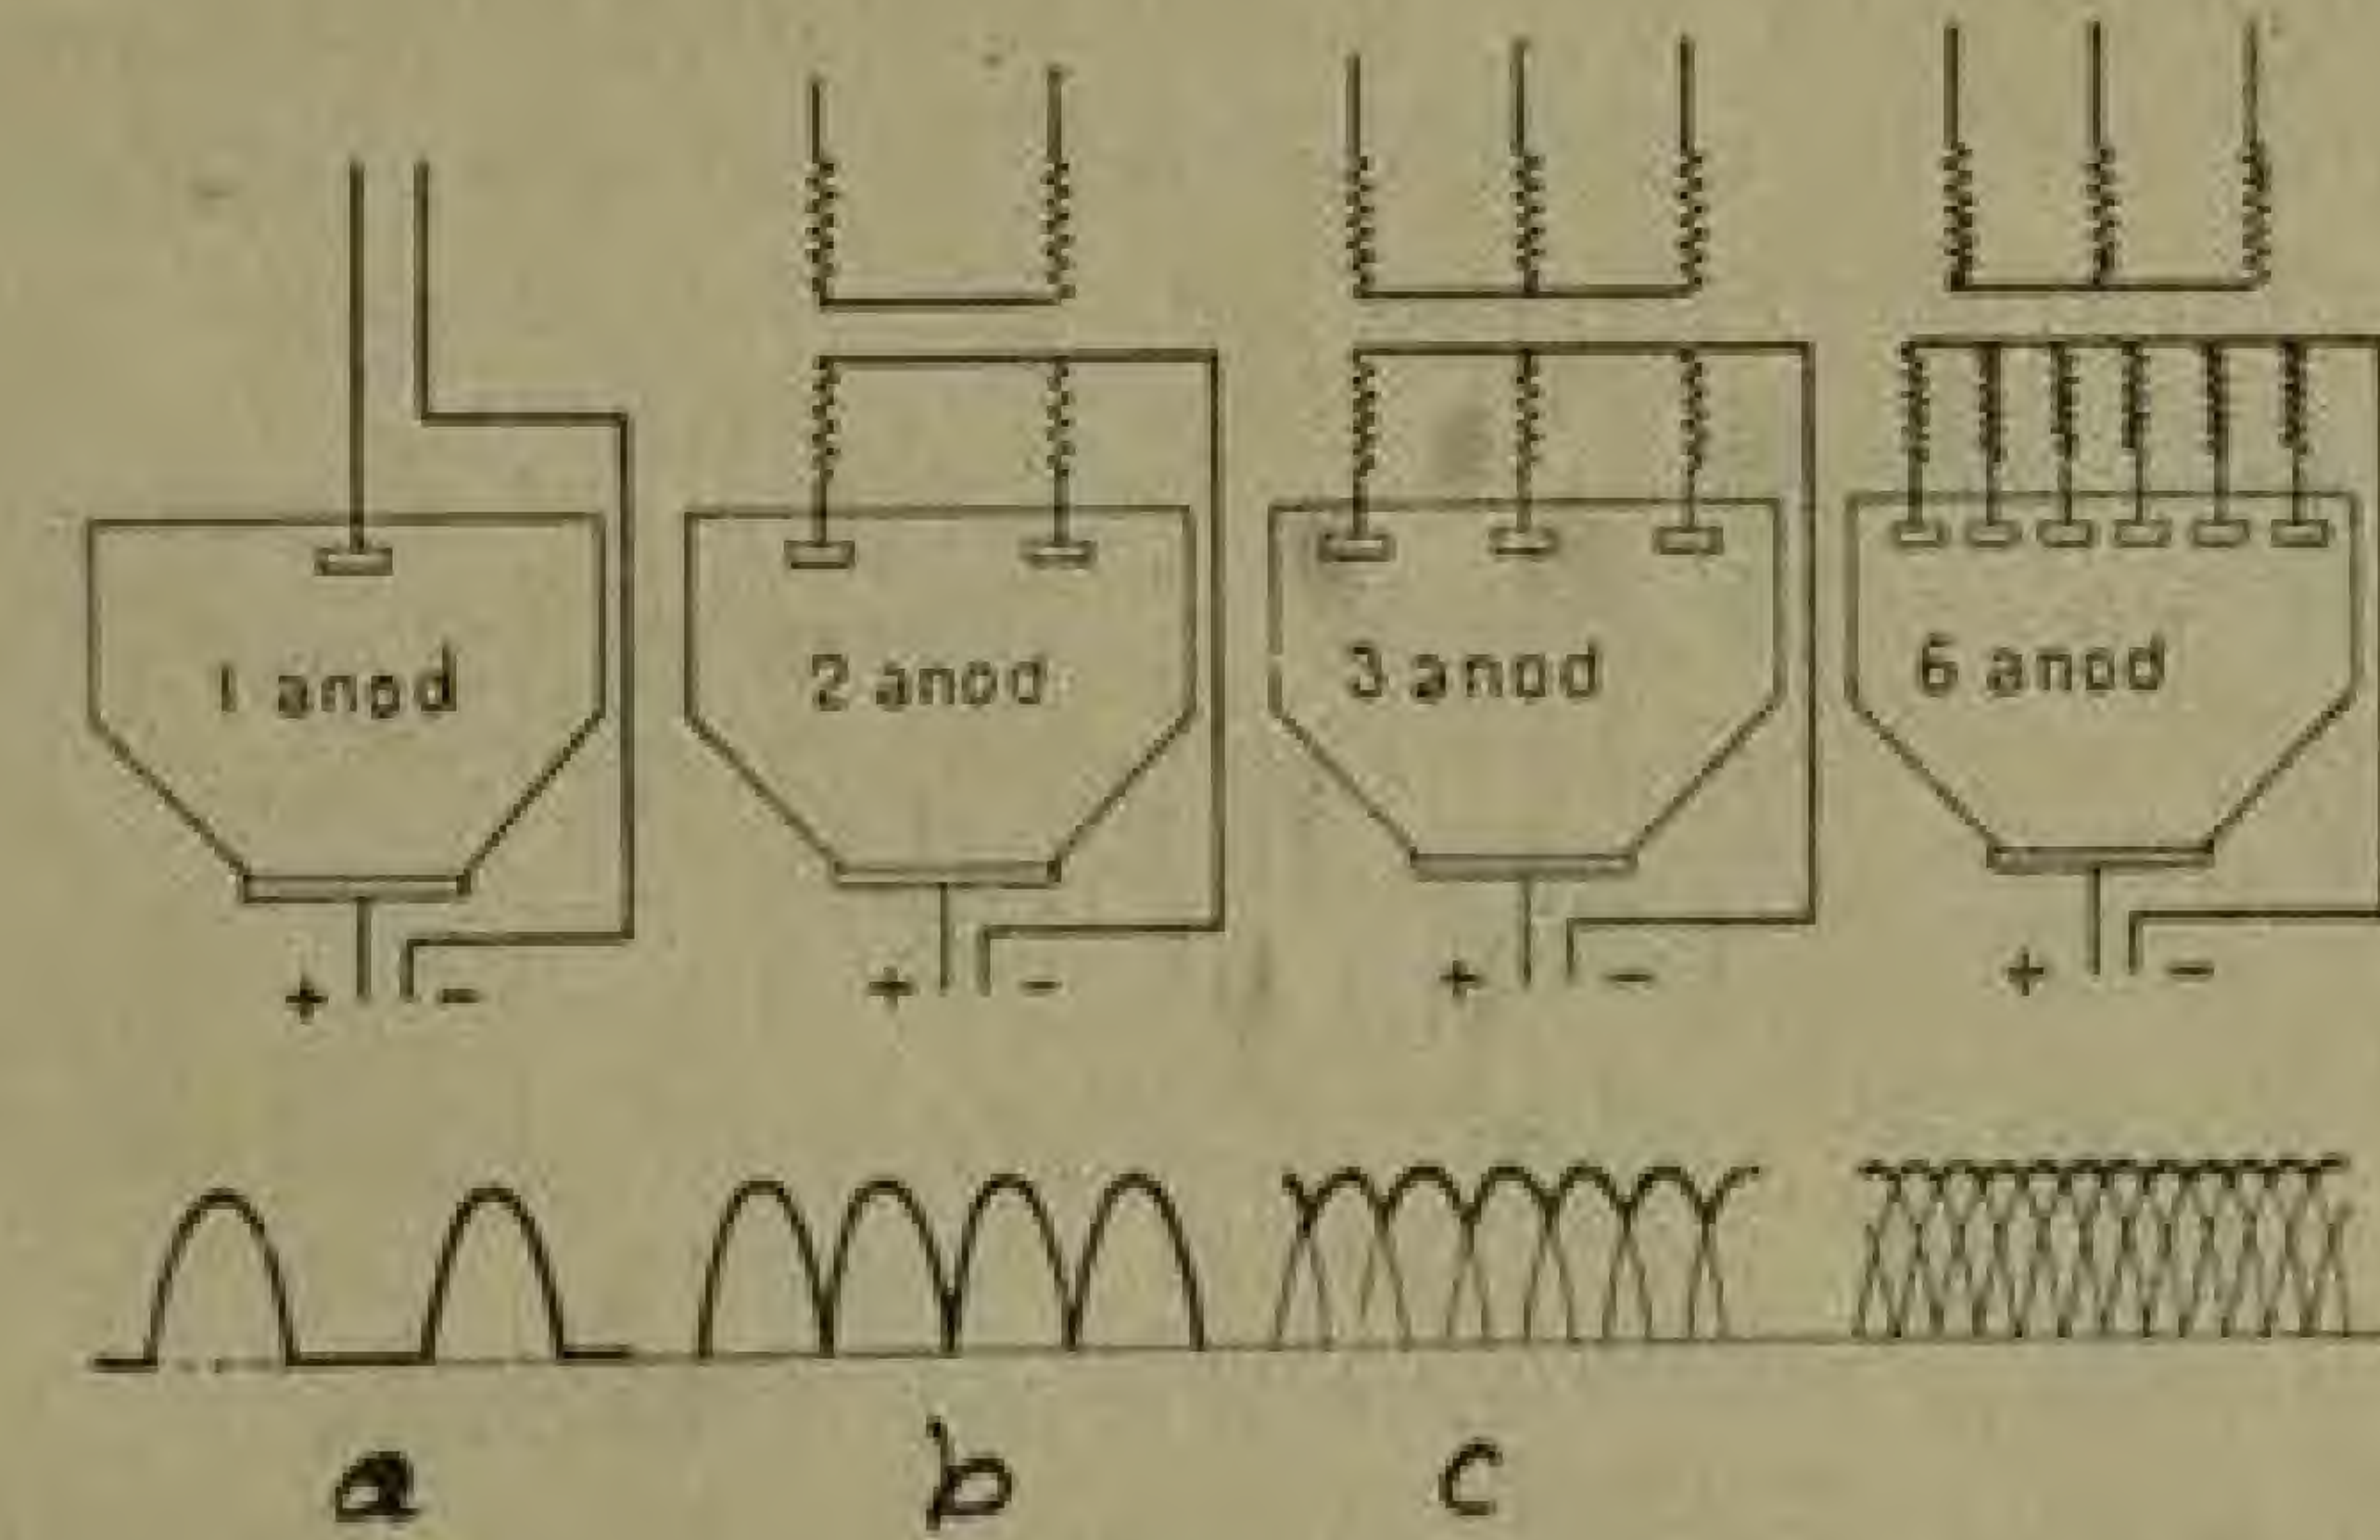 1 anod 2 anod 3 anod 6 anod
+ - + - + - + -
a b c